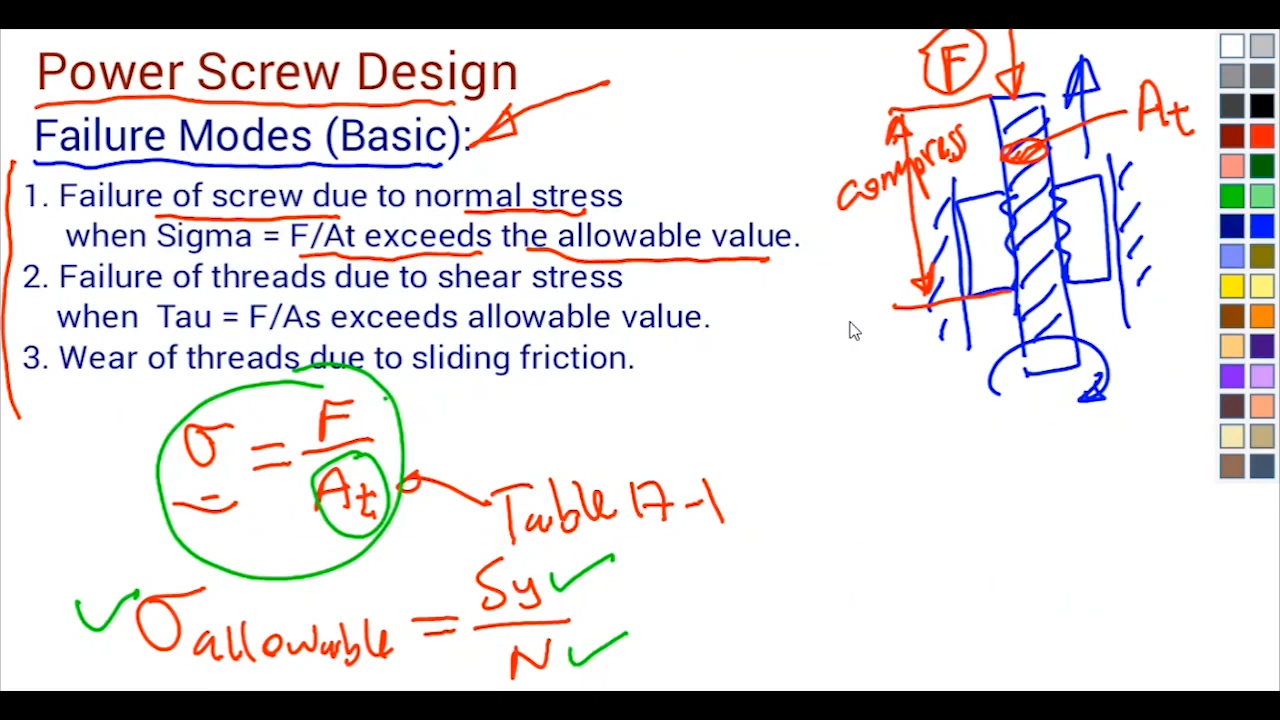 Power Screw Design
Failure Modes (Basic):
1. Failure of screw due to normal stress
when Sigma = F/At exceeds the allowable value.
2. Failure of threads due to shear stress
when Tau = F/As exceeds allowable value.
3. Wear of threads due to sliding friction.
σ = F / At
Table 17-1
σ allowable = Sy / N
F
At
compress